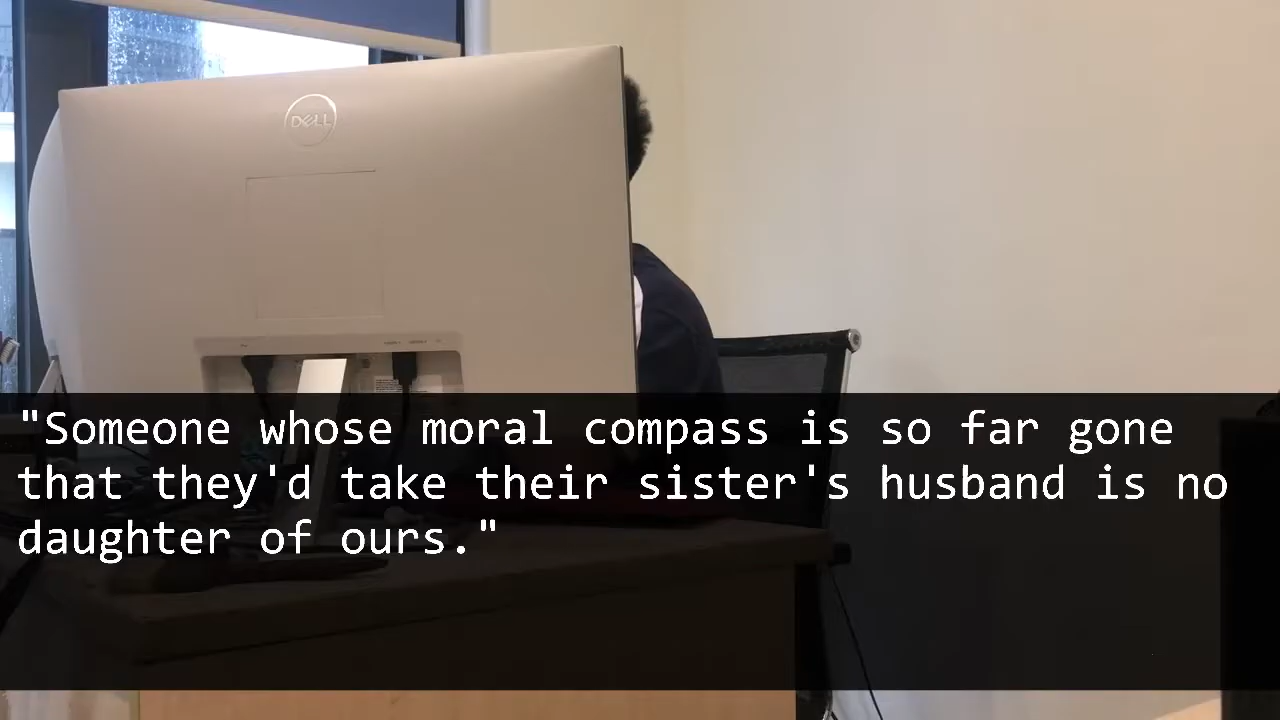 DELL
"Someone whose moral compass is so far gone
that they'd take their sister's husband is no
daughter of ours."